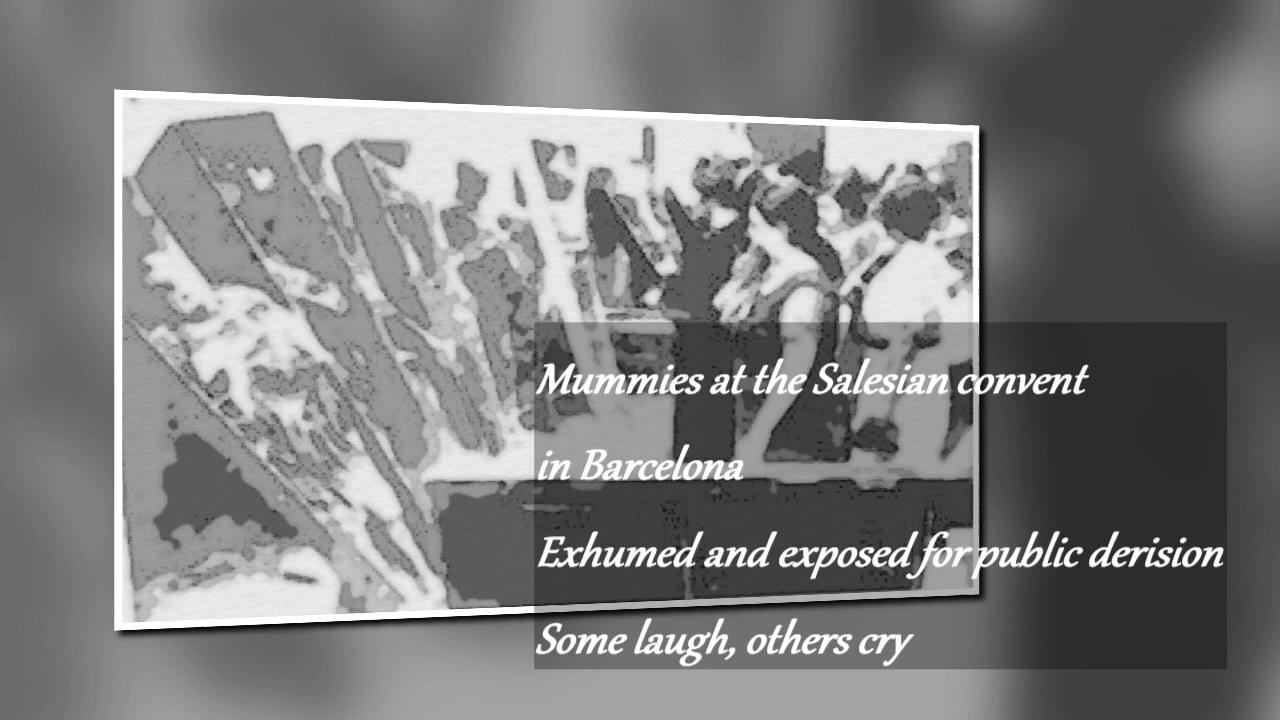 Mummies at the Salesian convent
in Barcelona
Exhumed and exposed for public derision
Some laugh, others cry